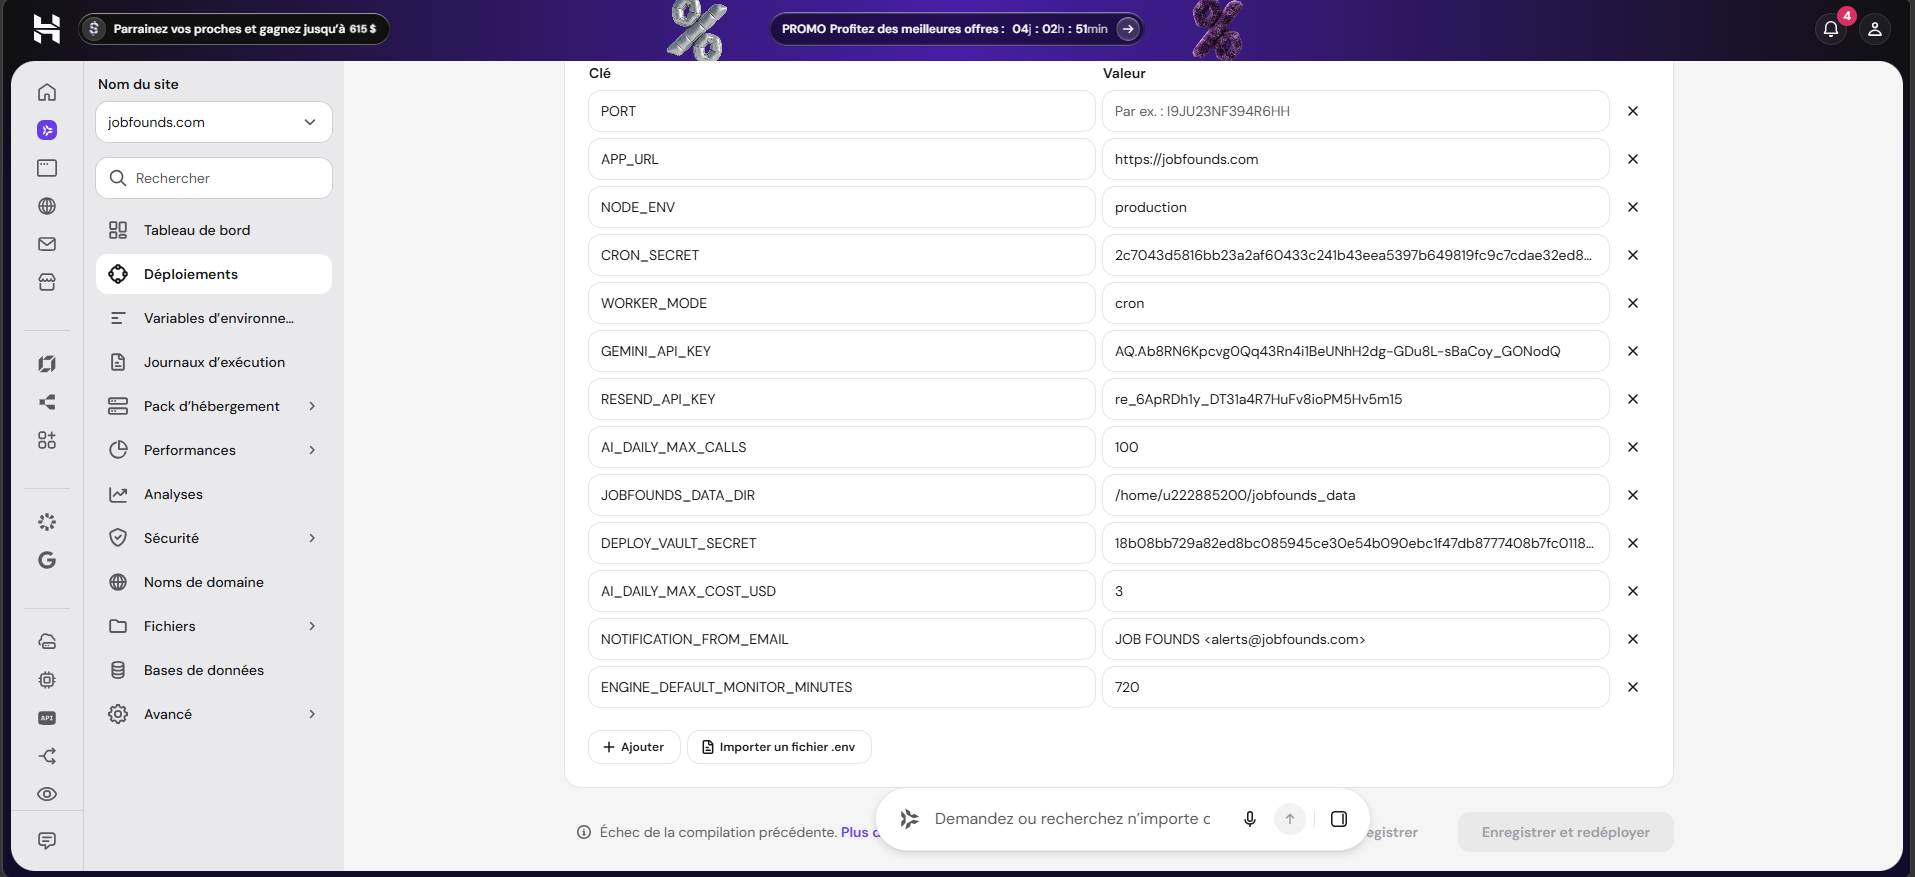 Parrainez vos proches et gagnez jusqu'à 615 $
PROMO Profitez des meilleures offres : 04j : 02h : 51min
4
Nom du site
jobfounds.com
Rechercher
Tableau de bord
Déploiements
Variables d'environne...
Journaux d'exécution
Pack d'hébergement
Performances
Analyses
Sécurité
Noms de domaine
Fichiers
Bases de données
Avancé
API
Clé Valeur
PORT Par ex. : I9JU23NF394R6HH
APP_URL https://jobfounds.com
NODE_ENV production
CRON_SECRET 2c7043d5816bb23a2af60433c241b43eea5397b649819fc9c7cdae32ed8...
WORKER_MODE cron
GEMINI_API_KEY AQ.Ab8RN6Kpcvg0Qq43Rn4i1BeUNhH2dg-GDu8L-sBaCoy_GONodQ
RESEND_API_KEY re_6ApRDh1y_DT31a4R7HuFv8ioPM5Hv5m15
AI_DAILY_MAX_CALLS 100
JOBFOUNDS_DATA_DIR /home/u222885200/jobfounds_data
DEPLOY_VAULT_SECRET 18b08bb729a82ed8bc085945ce30e54b090ebc1f47db8777408b7fc0118...
AI_DAILY_MAX_COST_USD 3
NOTIFICATION_FROM_EMAIL JOB FOUNDS <alerts@jobfounds.com>
ENGINE_DEFAULT_MONITOR_MINUTES 720
Ajouter Importer un fichier .env
Échec de la compilation précédente. Plus d
Demandez ou recherchez n'importe c
egistrer Enregistrer et redéployer